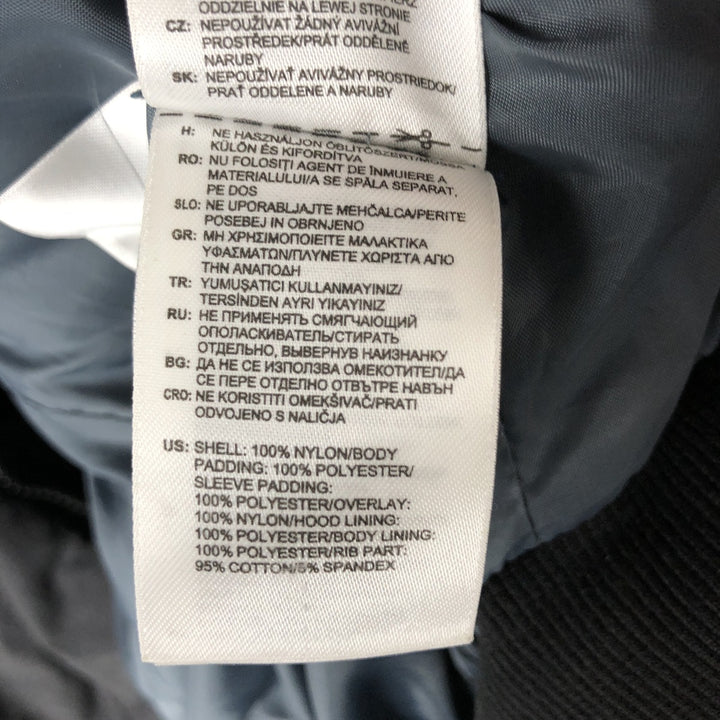 ODDZIELNIE NA LEWEJ STRONIE
CZ: NEPOUŽÍVAT ŽÁDNÝ AVIVÁŽNÍ
PROSTŘEDEK/PRÁT ODDĚLENĚ
NARUBY
SK: NEPOUŽÍVAŤ AVIVÁŽNY PROSTRIEDOK/
PRAŤ ODDELENE A NARUBY
H: NE HASZNÁLJON ÖBLÍTŐSZERT/MOSSA
KÜLÖN ÉS KIFORDÍTVA
RO: NU FOLOSITI AGENT DE ÎNMUIERE A
MATERIALULUI/A SE SPĂLA SEPARAT,
PE DOS
SLO: NE UPORABLJAJTE MEHČALCA/PERITE
POSEBEJ IN OBRNJENO
GR: ΜΗ ΧΡΗΣΙΜΟΠΟΙΕΙΤΕ ΜΑΛΑΚΤΙΚΑ
ΥΦΑΣΜΑΤΩΝ/ΠΛΥΝΕΤΕ ΧΩΡΙΣΤΑ ΑΠΟ
ΤΗΝ ΑΝΑΠΟΔΗ
TR: YUMUŞATICI KULLANMAYINIZ/
TERSİNDEN AYRI YIKAYINIZ
RU: НЕ ПРИМЕНЯТЬ СМЯГЧАЮЩИЙ
ОПОЛАСКИВАТЕЛЬ/СТИРАТЬ
ОТДЕЛЬНО, ВЫВЕРНУВ НАИЗНАНКУ
BG: ДА НЕ СЕ ИЗПОЛЗВА ОМЕКОТИТЕЛ/ДА
СЕ ПЕРЕ ОТДЕЛНО ОТВЪТРЕ НАВЪН
CRO: NE KORISTITI OMEKŠIVAČ/PRATI
ODVOJENO S NALIČJA
US: SHELL: 100% NYLON/BODY
PADDING: 100% POLYESTER/
SLEEVE PADDING:
100% POLYESTER/OVERLAY:
100% NYLON/HOOD LINING:
100% POLYESTER/BODY LINING:
100% POLYESTER/RIB PART:
95% COTTON/5% SPANDEX